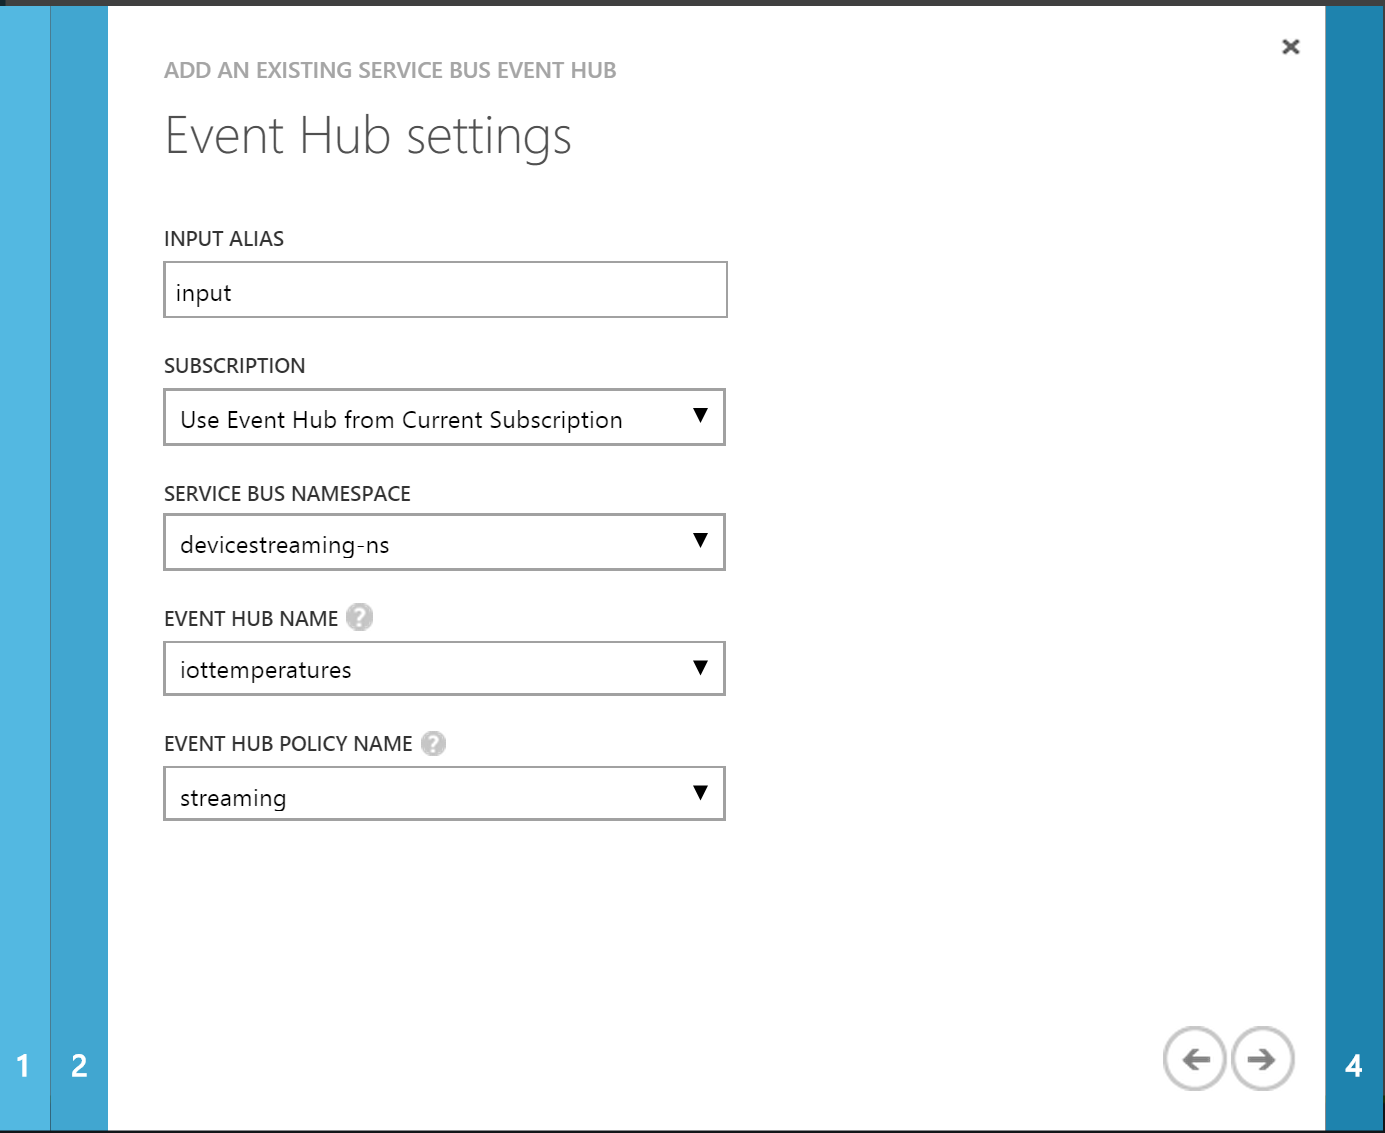 ADD AN EXISTING SERVICE BUS EVENT HUB
Event Hub settings
INPUT ALIAS
input
SUBSCRIPTION
Use Event Hub from Current Subscription
SERVICE BUS NAMESPACE
devicestreaming-ns
EVENT HUB NAME ?
iottemperatures
EVENT HUB POLICY NAME ?
streaming
1 2 4